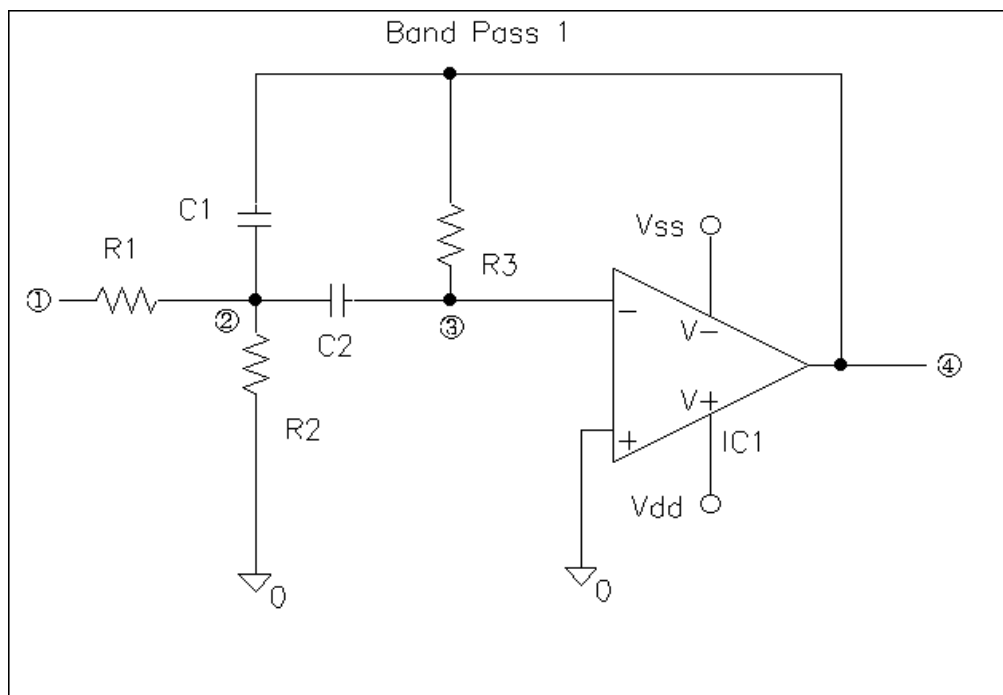 Band Pass 1
C1
R1
R3
Vss
①
②
C2
③
−
V−
④
R2
V+
+
IC1
Vdd
0
0